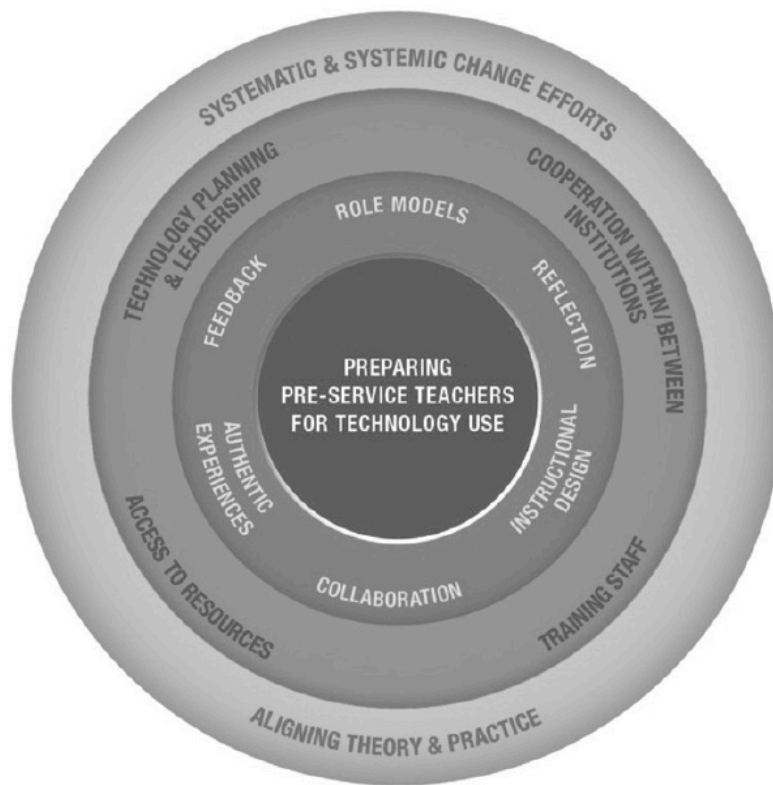 SYSTEMATIC & SYSTEMIC CHANGE EFFORTS
TECHNOLOGY PLANNING
& LEADERSHIP
COOPERATION WITHIN/BETWEEN
INSTITUTIONS
ROLE MODELS
FEEDBACK
REFLECTION
PREPARING
PRE-SERVICE TEACHERS
FOR TECHNOLOGY USE
AUTHENTIC
EXPERIENCES
INSTRUCTIONAL
DESIGN
COLLABORATION
ACCESS TO RESOURCES
TRAINING STAFF
ALIGNING THEORY & PRACTICE